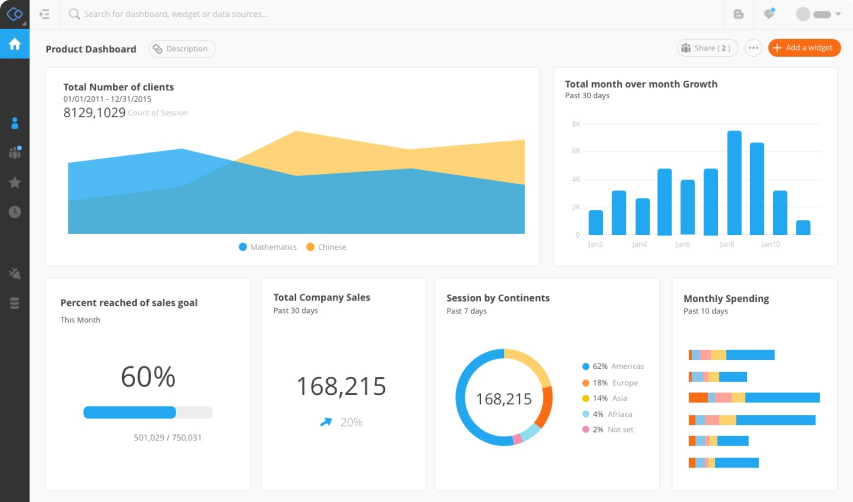 Search for dashboard, wedget or data sources...
Product Dashboard
Description
Share ( 2 )
Add a widget
Total Number of clients
01/01/2011 - 12/31/2015
8129,1029 Count of Session
Mathematics
Chinese
Total month over month Growth
Past 30 days
8K
6K
4K
2K
0
Jan2 Jan4 Jan6 Jan8 Jan10
Percent reached of sales goal
This Month
60%
501,029 / 750,031
Total Company Sales
Past 30 days
168,215
20%
Session by Continents
Past 7 days
168,215
62% Americas
18% Europe
14% Asia
4% Afriaca
2% Not set
Monthly Spending
Past 10 days